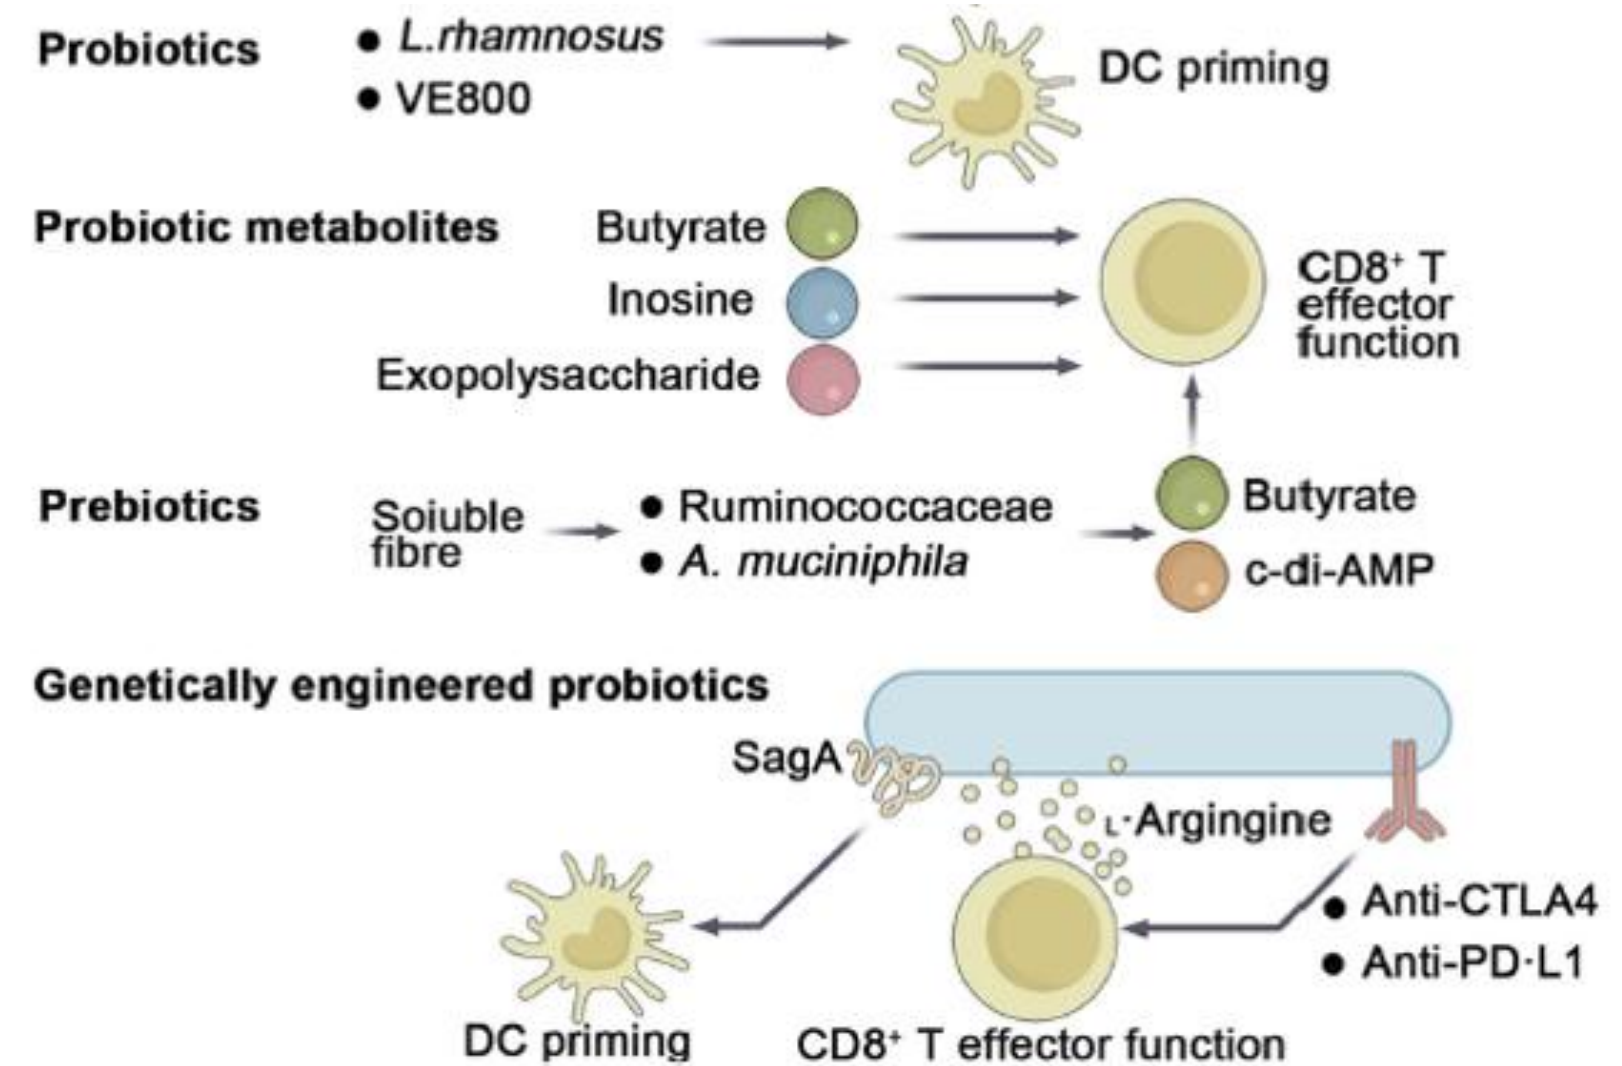 Probiotics
● L.rhamnosus
● VE800
DC priming
Probiotic metabolites
Butyrate
Inosine
Exopolysaccharide
CD8⁺ T
effector
function
Prebiotics
Soiuble
fibre
● Ruminococcaceae
● A. muciniphila
Butyrate
c-di-AMP
Genetically engineered probiotics
SagA
L·Argingine
● Anti-CTLA4
● Anti-PD·L1
DC priming
CD8⁺ T effector function